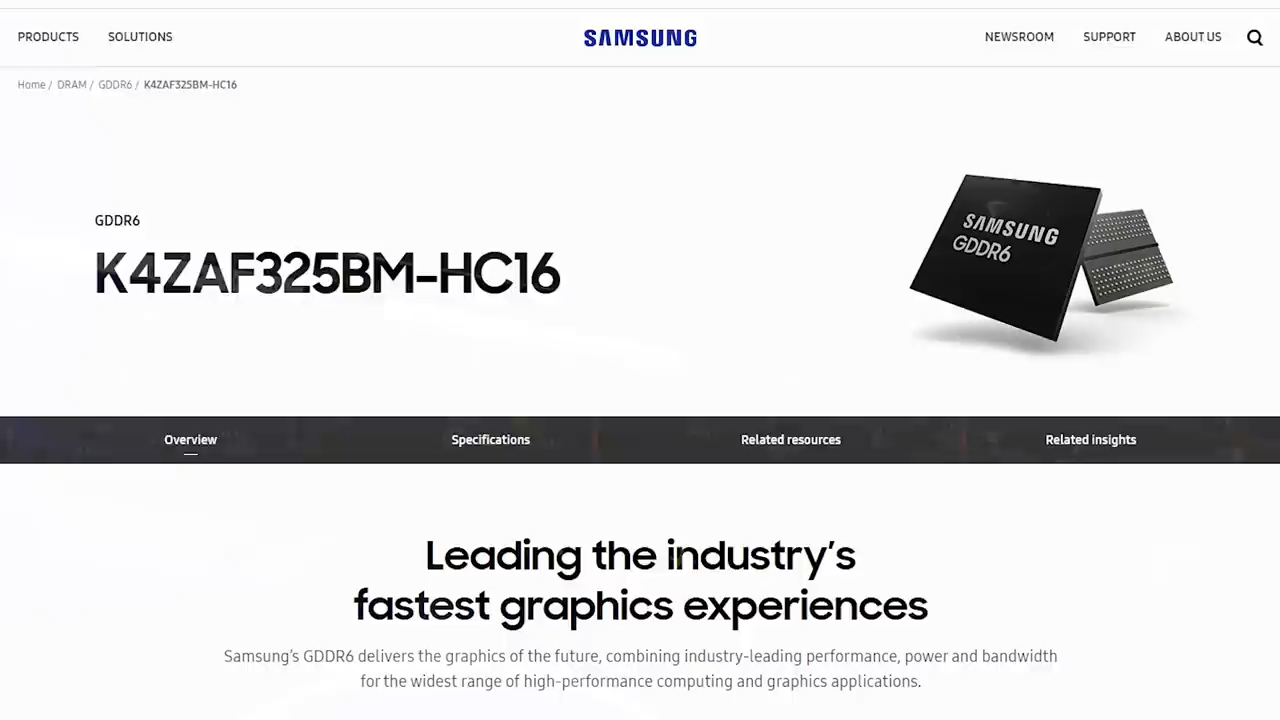 PRODUCTS SOLUTIONS SAMSUNG NEWSROOM SUPPORT ABOUT US
Home / DRAM / GDDR6 / K4ZAF325BM-HC16
GDDR6
K4ZAF325BM-HC16
SAMSUNG
GDDR6
Overview Specifications Related resources Related insights
Leading the industry's
fastest graphics experiences
Samsung's GDDR6 delivers the graphics of the future, combining industry-leading performance, power and bandwidth
for the widest range of high-performance computing and graphics applications.